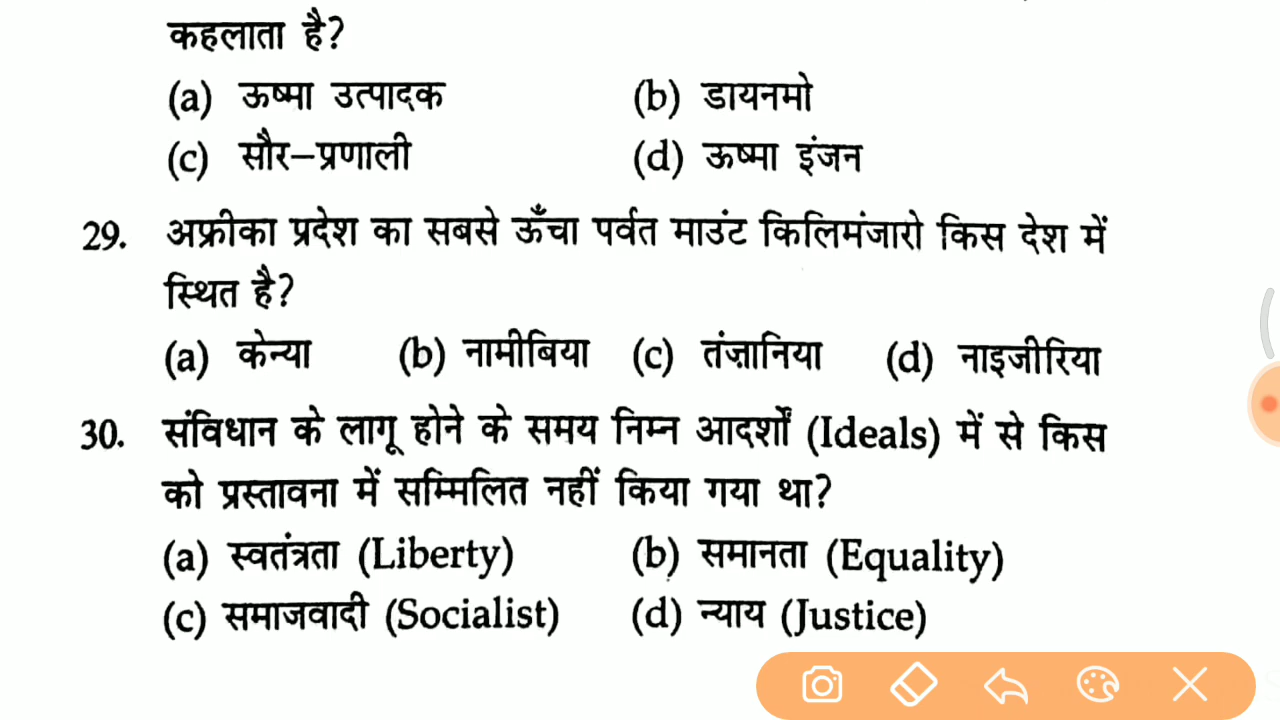 कहलाता है?
(a) ऊष्मा उत्पादक (b) डायनमो
(c) सौर-प्रणाली (d) ऊष्मा इंजन
29. अफ्रीका प्रदेश का सबसे ऊँचा पर्वत माउंट किलिमंजारो किस देश में
स्थित है?
(a) केन्या (b) नामीबिया (c) तंज़ानिया (d) नाइजीरिया
30. संविधान के लागू होने के समय निम्न आदर्शों (Ideals) में से किस
को प्रस्तावना में सम्मिलित नहीं किया गया था?
(a) स्वतंत्रता (Liberty) (b) समानता (Equality)
(c) समाजवादी (Socialist) (d) न्याय (Justice)